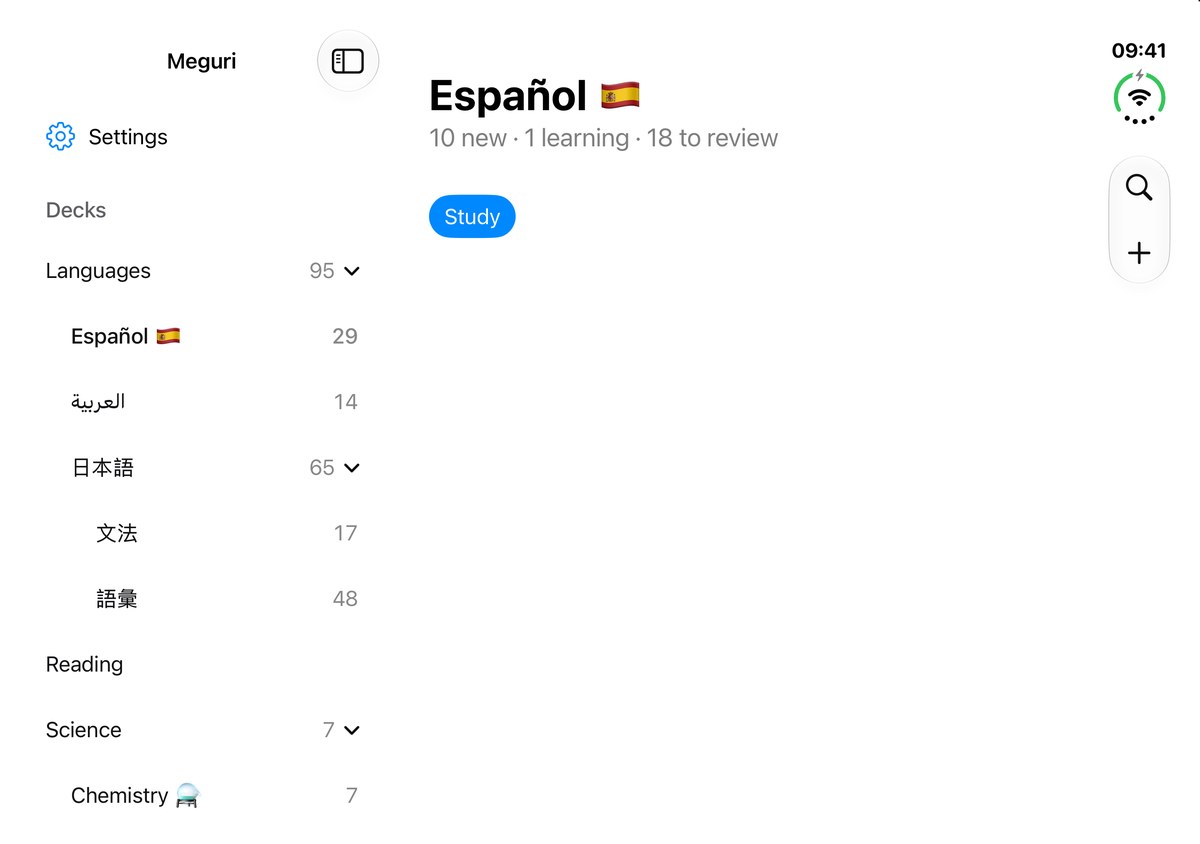 Meguri
Settings
Decks
Languages 95
Español 🇪🇸 29
العربية 14
日本語 65
文法 17
語彙 48
Reading
Science 7
Chemistry 7
Español 🇪🇸
10 new · 1 learning · 18 to review
Study
09:41